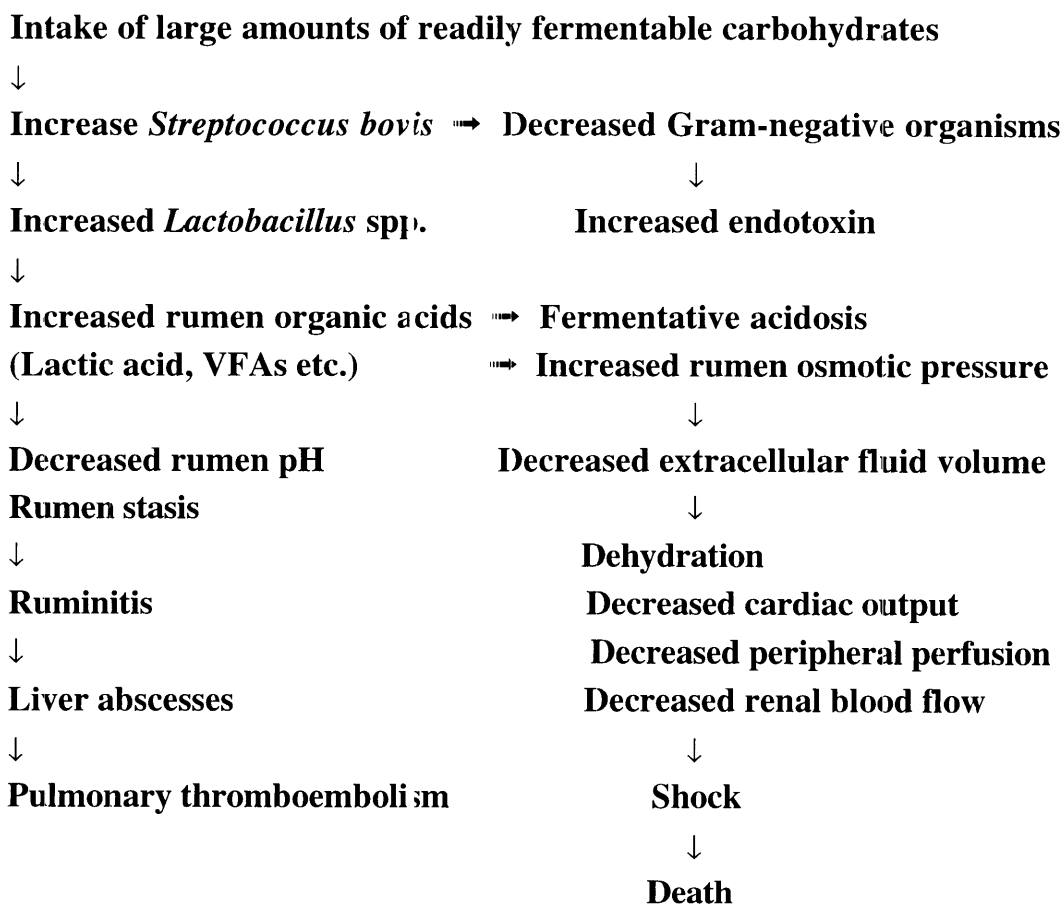 Intake of large amounts of readily fermentable carbohydrates
↓
Increase Streptococcus bovis → Decreased Gram-negative organisms
↓ ↓
Increased Lactobacillus spp. Increased endotoxin
↓
Increased rumen organic acids → Fermentative acidosis
(Lactic acid, VFAs etc.) → Increased rumen osmotic pressure
↓ ↓
Decreased rumen pH Decreased extracellular fluid volume
Rumen stasis ↓
↓ Dehydration
Ruminitis Decreased cardiac output
↓ Decreased peripheral perfusion
Liver abscesses Decreased renal blood flow
↓ ↓
Pulmonary thromboembolism Shock
↓
Death